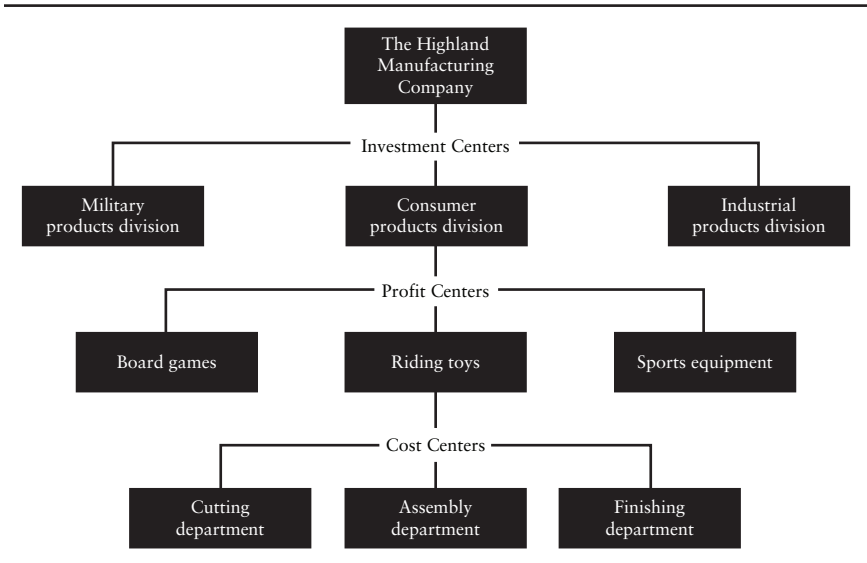 The Highland
Manufacturing
Company
Investment Centers
Military
products division
Consumer
products division
Industrial
products division
Profit Centers
Board games
Riding toys
Sports equipment
Cost Centers
Cutting
department
Assembly
department
Finishing
department